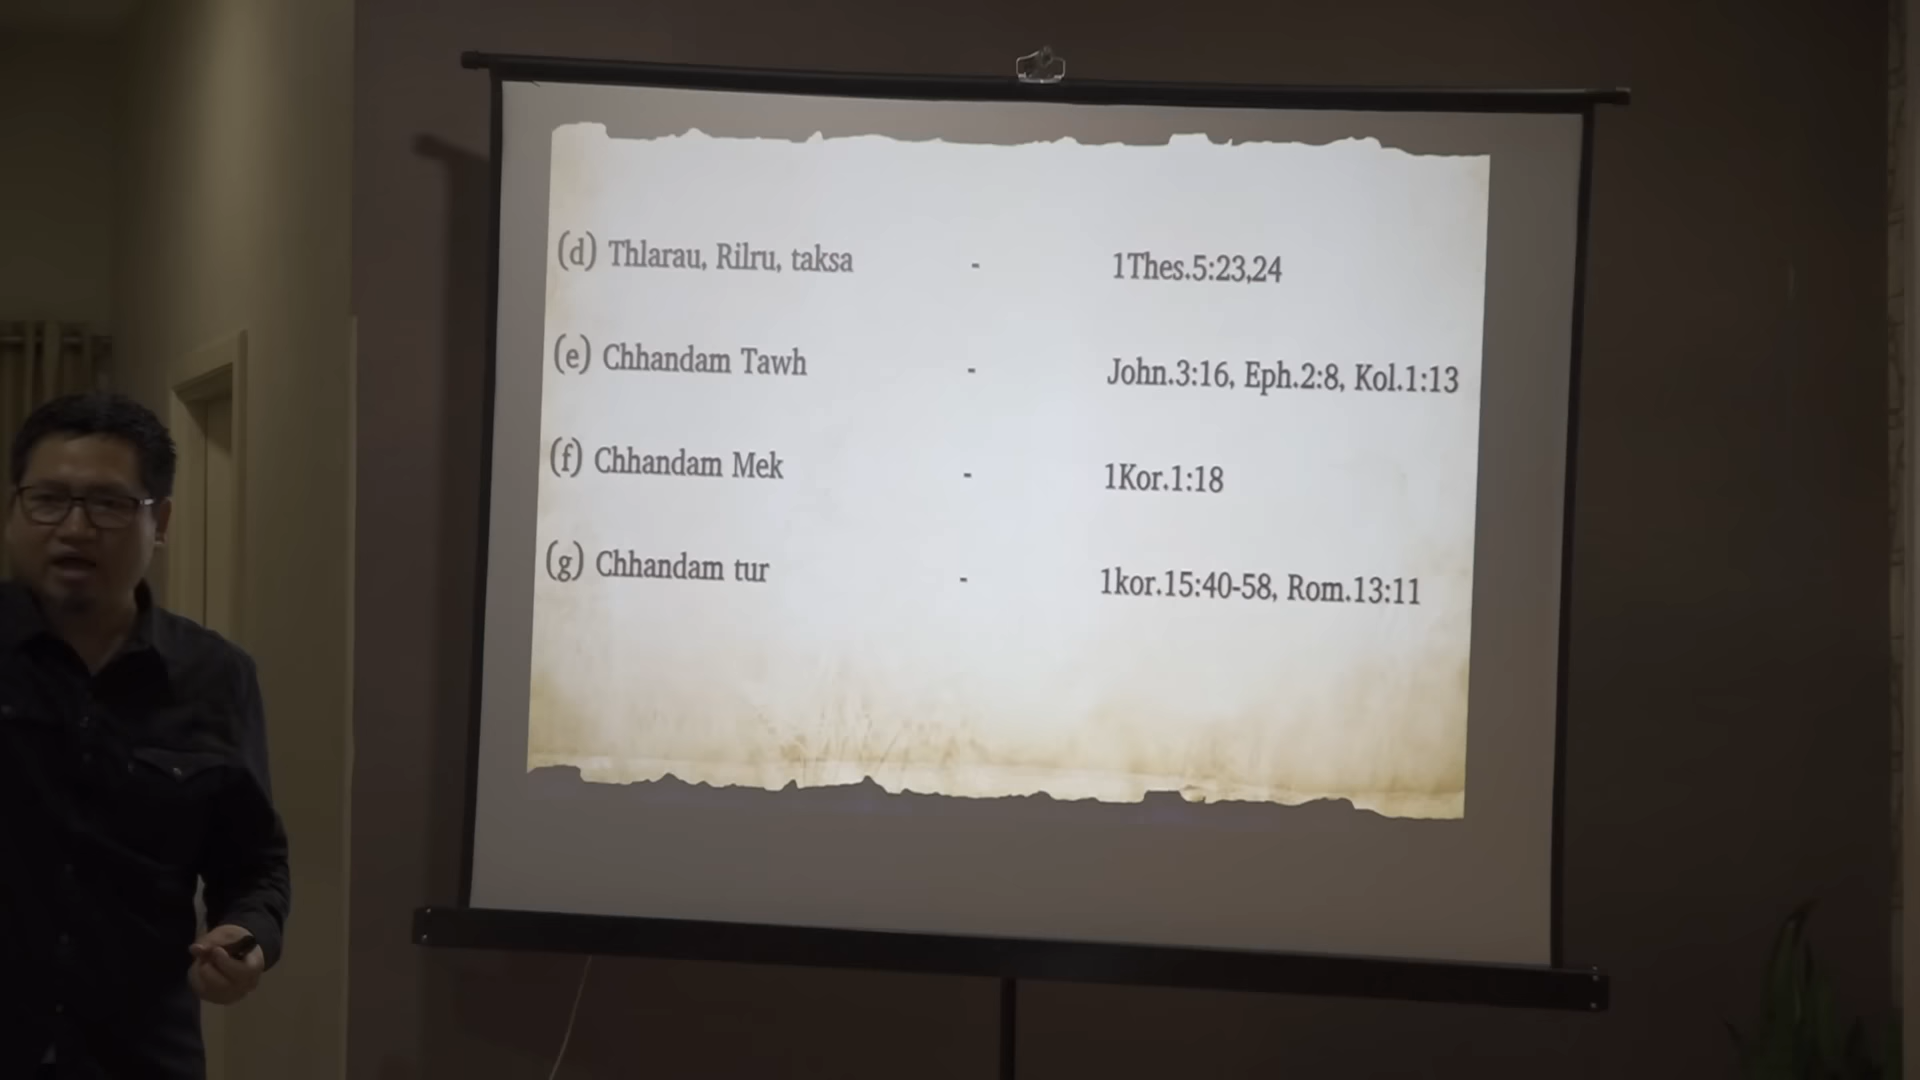 (d) Thlarau, Rilru, taksa - 1Thes.5:23,24
(e) Chhandam Tawh - John.3:16, Eph.2:8, Kol.1:13
(f) Chhandam Mek - 1Kor.1:18
(g) Chhandam tur - 1kor.15:40-58, Rom.13:11